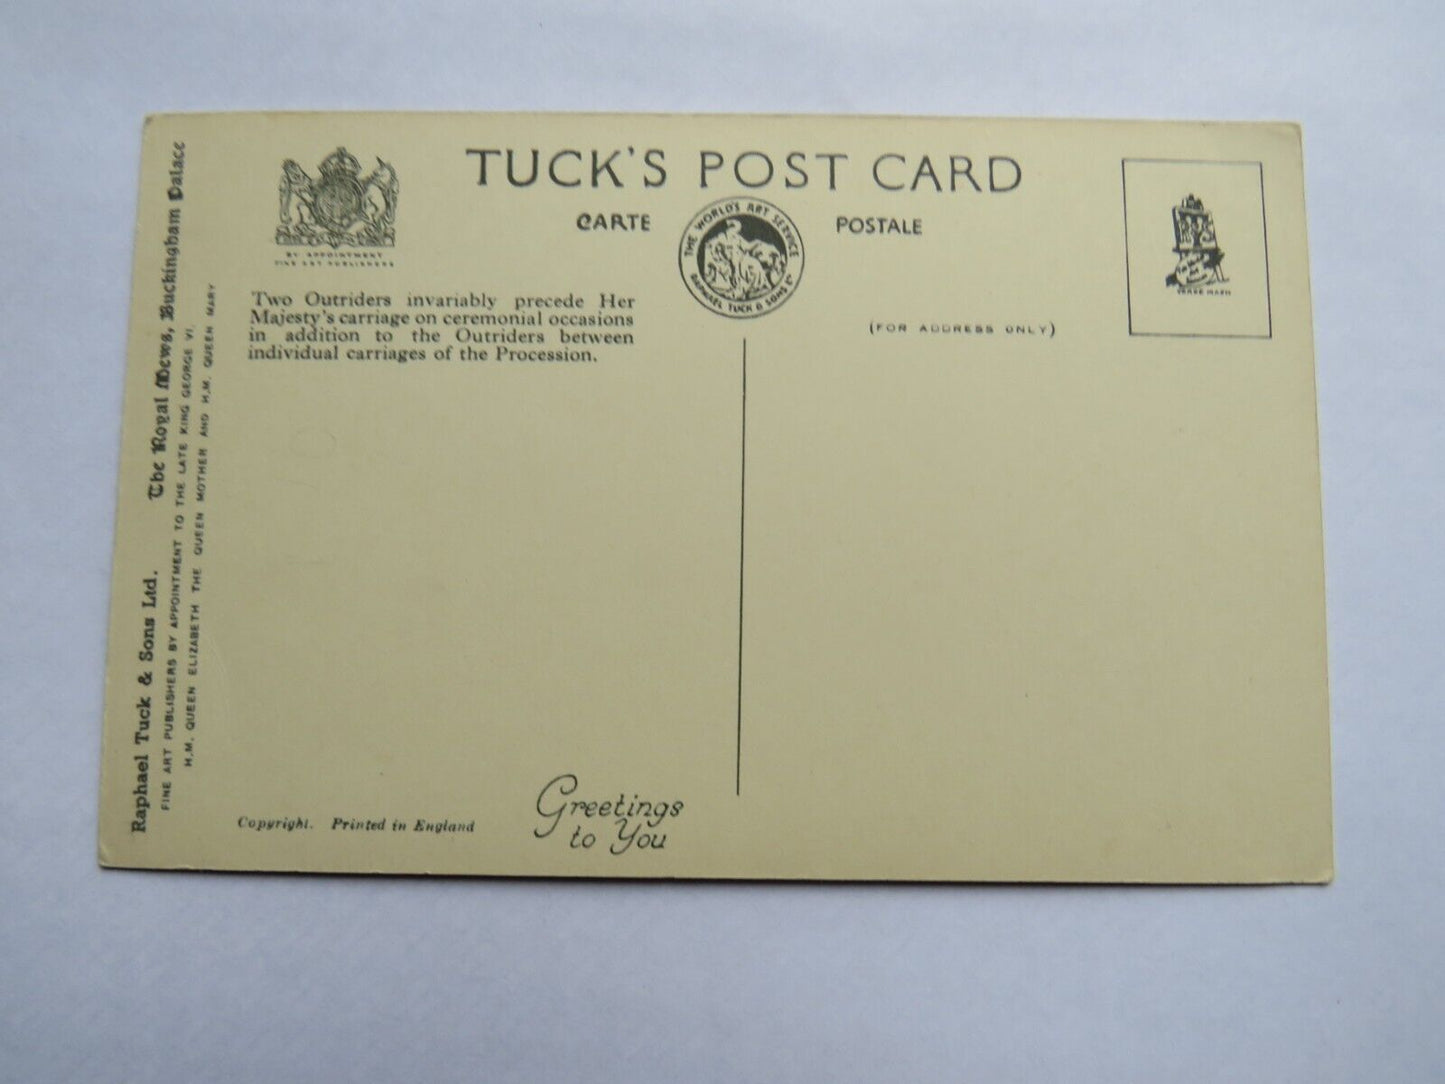 TUCK'S POST CARD
CARTE POSTALE
THE WORLD'S ART SERVICE
RAPHAEL TUCK & SONS LD
BY APPOINTMENT
FINE ART PUBLISHERS
Two Outriders invariably precede Her
Majesty's carriage on ceremonial occasions
in addition to the Outriders between
individual carriages of the Procession.
(FOR ADDRESS ONLY)
TRADE MARK
Raphael Tuck & Sons Ltd. The Royal Mews, Buckingham Palace
FINE ART PUBLISHERS BY APPOINTMENT TO THE LATE KING GEORGE VI.
H.M. QUEEN ELIZABETH THE QUEEN MOTHER AND H.M. QUEEN MARY
Copyright. Printed in England
Greetings
to You